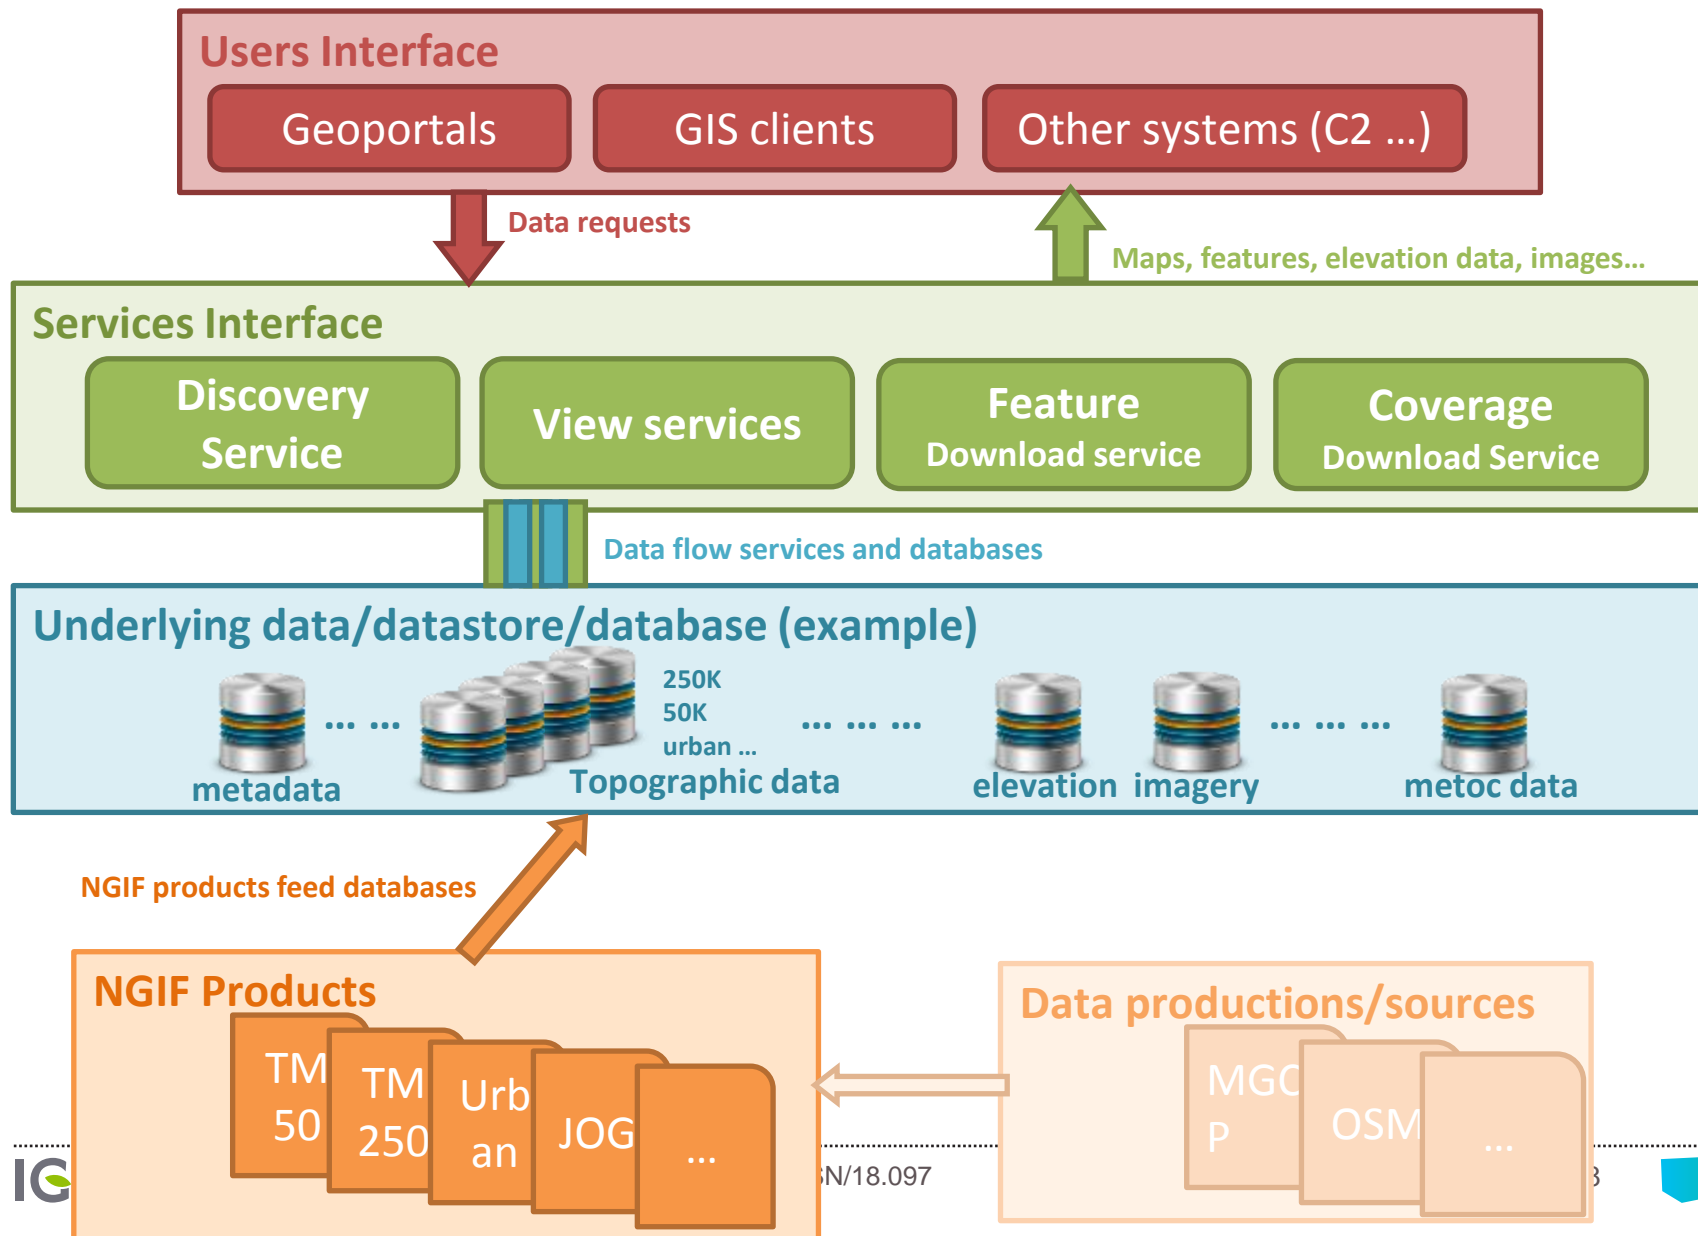 Users Interface
Geoportals
GIS clients
Other systems (C2 ...)
Data requests
Maps, features, elevation data, images...
Services Interface
Discovery
Service
View services
Feature
Download service
Coverage
Download Service
Data flow services and databases
Underlying data/datastore/database (example)
250K
50K
urban ...
... ...
... ... ...
... ... ...
metadata
Topographic data
elevation
imagery
metoc data
NGIF products feed databases
NGIF Products
TM
50
TM
250
Urb
an
JOG
...
Data productions/sources
MGC
P
OSM
...
IG
SN/18.097
3